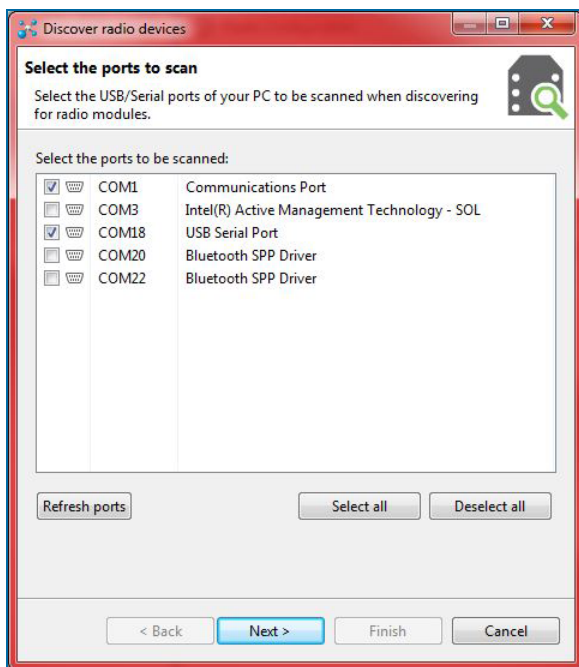 Discover radio devices
Select the ports to scan
Select the USB/Serial ports of your PC to be scanned when discovering
for radio modules.
Select the ports to be scanned:
COM1 Communications Port
COM3 Intel(R) Active Management Technology - SOL
COM18 USB Serial Port
COM20 Bluetooth SPP Driver
COM22 Bluetooth SPP Driver
Refresh ports Select all Deselect all
< Back Next > Finish Cancel